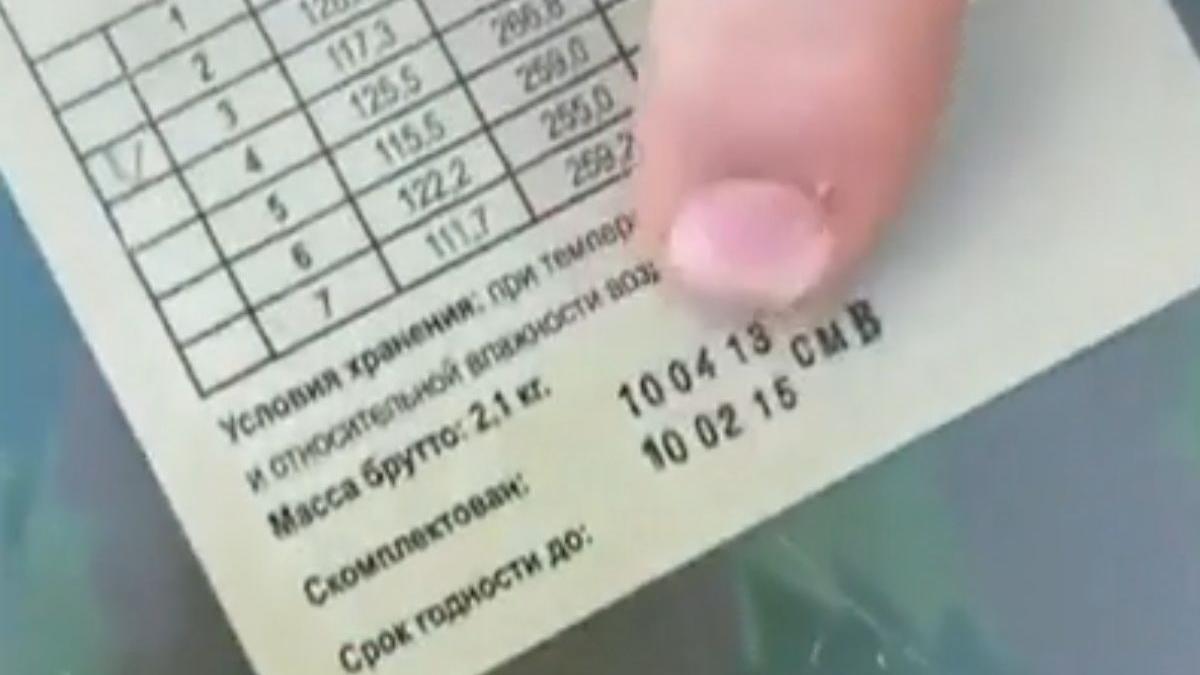 1
2
3 117,3
4 125,5 266,8
5 115,5 259,0
6 122,2 255,0
7 111,7 259,2
Условия хранения: при темпер
и относительной влажности воз
Масса брутто: 2,1 кг.
Скомплектован: 10 04 13 СМВ
Срок годности до: 10 02 15